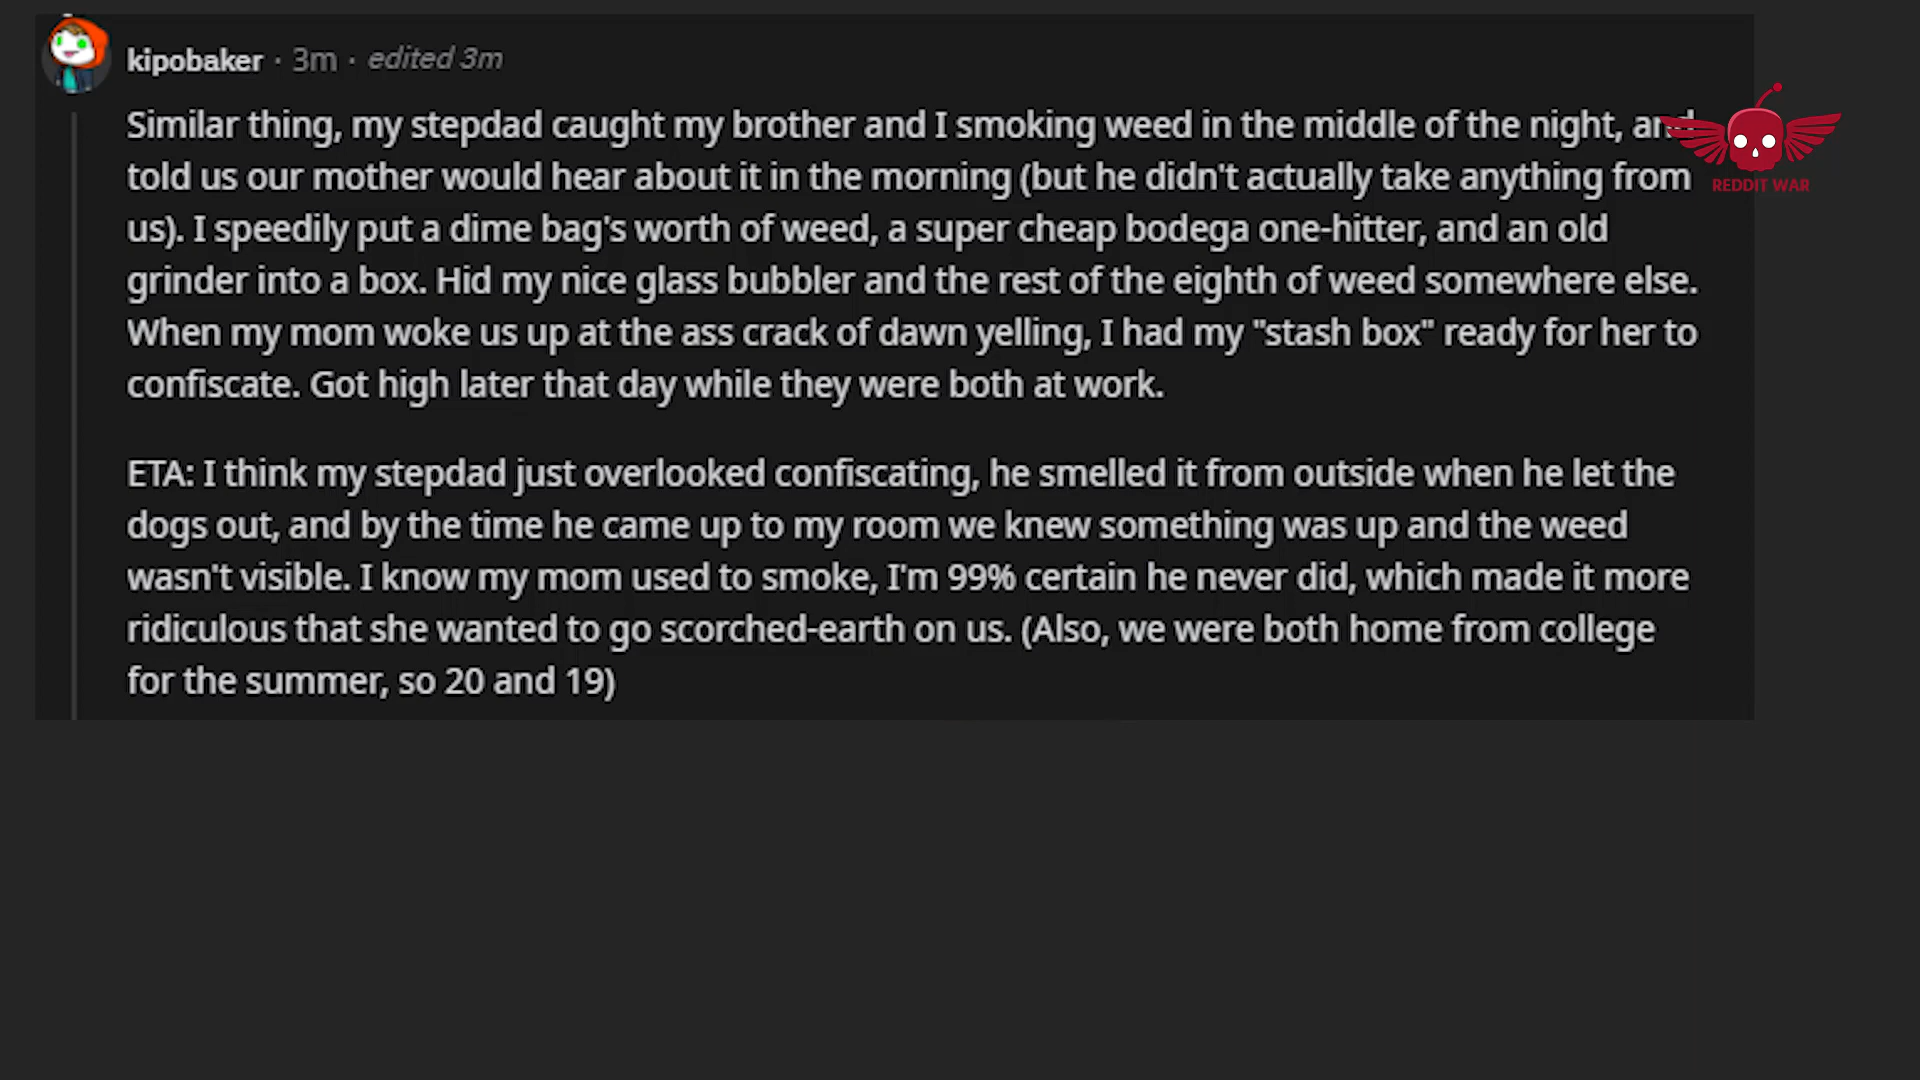 kipobaker · 3m · edited 3m
Similar thing, my stepdad caught my brother and I smoking weed in the middle of the night, and
told us our mother would hear about it in the morning (but he didn't actually take anything from
us). I speedily put a dime bag's worth of weed, a super cheap bodega one-hitter, and an old
grinder into a box. Hid my nice glass bubbler and the rest of the eighth of weed somewhere else.
When my mom woke us up at the ass crack of dawn yelling, I had my "stash box" ready for her to
confiscate. Got high later that day while they were both at work.
ETA: I think my stepdad just overlooked confiscating, he smelled it from outside when he let the
dogs out, and by the time he came up to my room we knew something was up and the weed
wasn't visible. I know my mom used to smoke, I'm 99% certain he never did, which made it more
ridiculous that she wanted to go scorched-earth on us. (Also, we were both home from college
for the summer, so 20 and 19)
REDDIT WAR